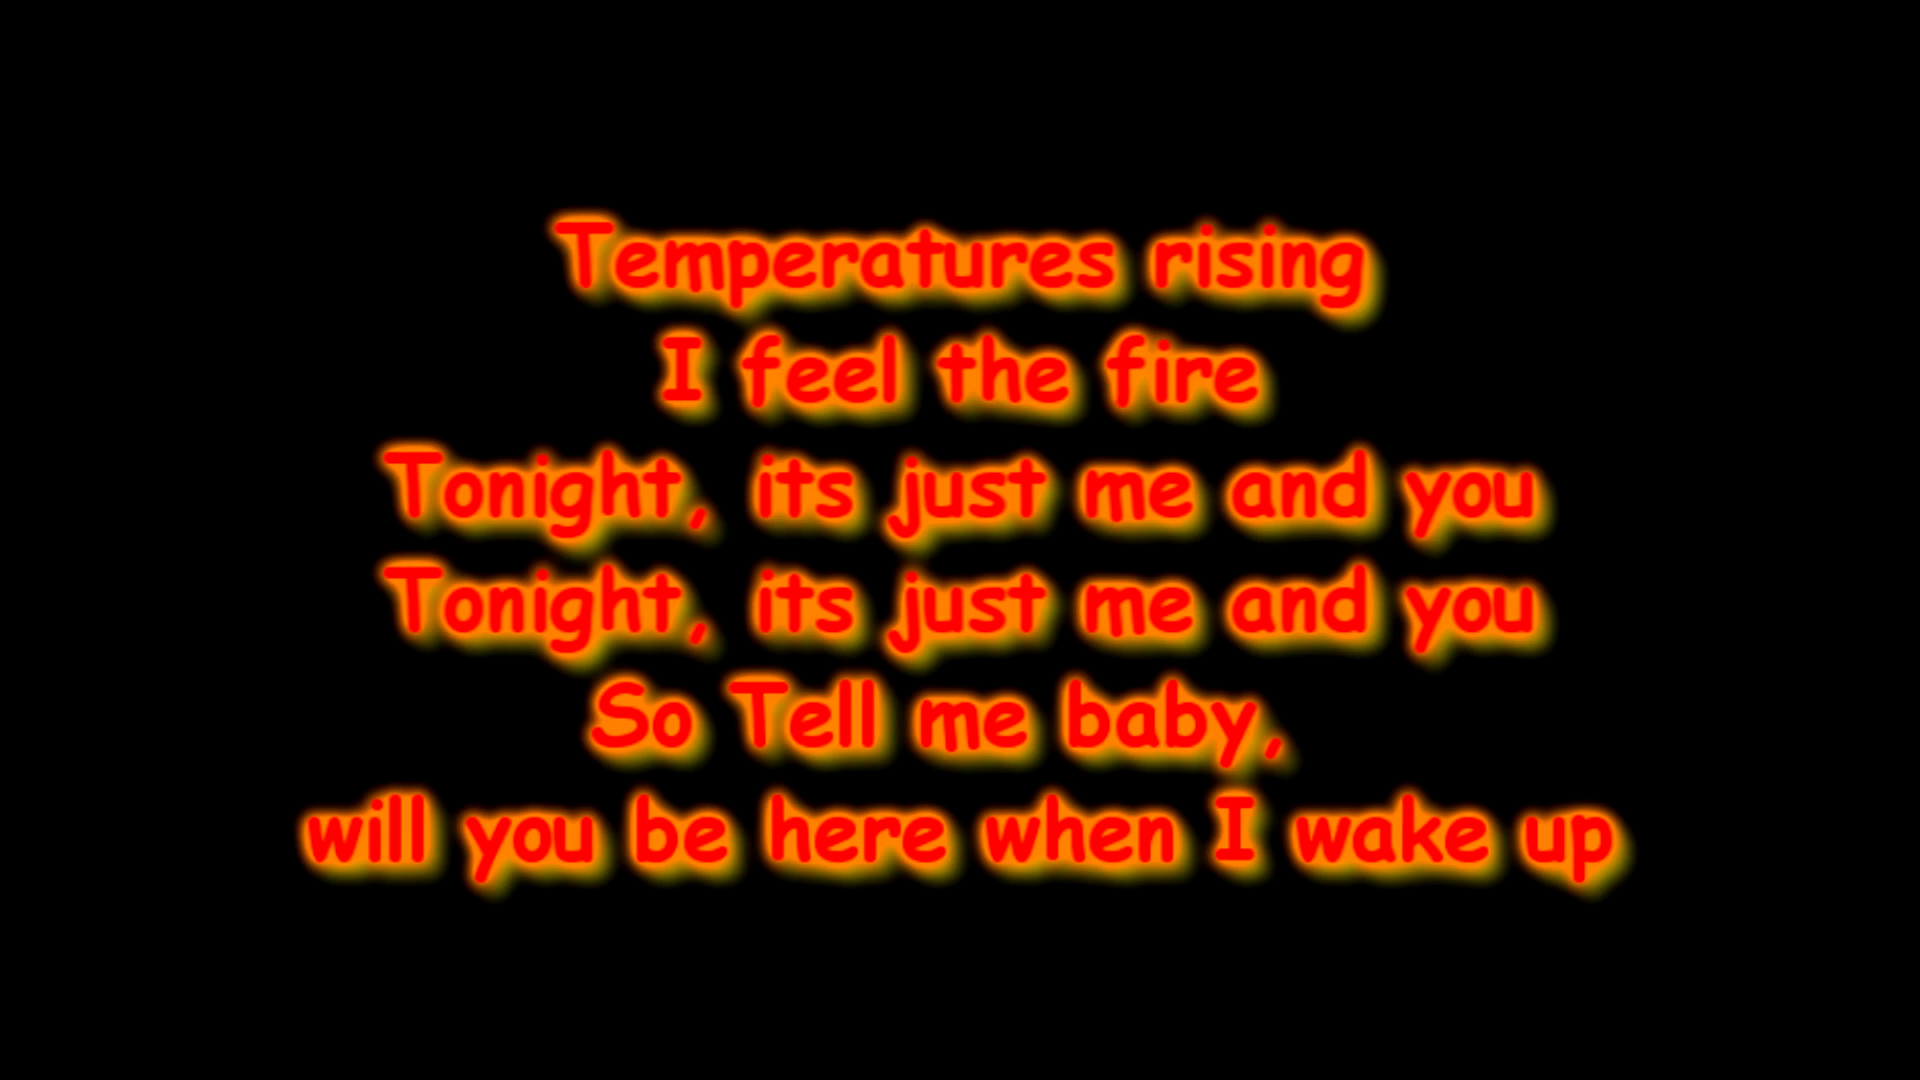 Temperatures rising
I feel the fire
Tonight, its just me and you
Tonight, its just me and you
So Tell me baby,
will you be here when I wake up